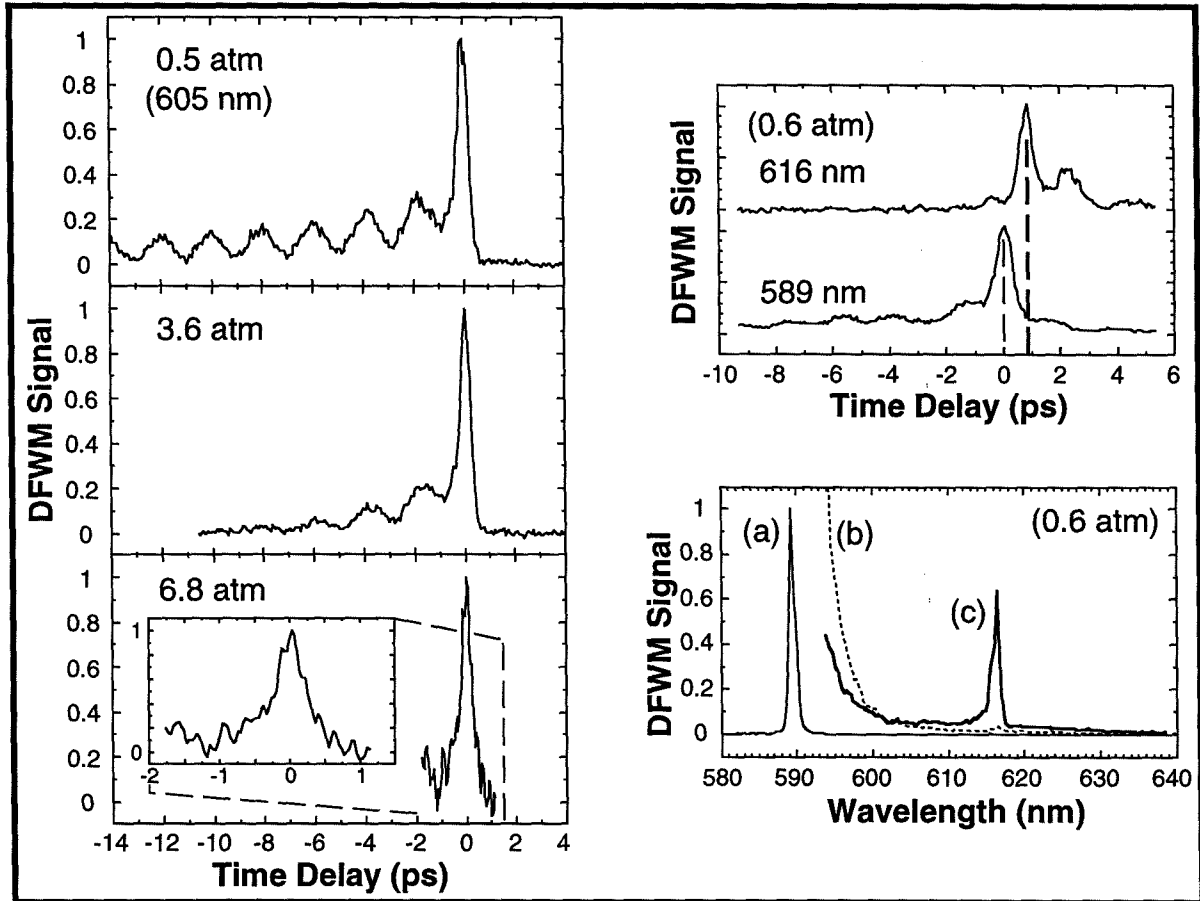 0.5 atm
(605 nm)
1
0.8
0.6
0.4
0.2
0
3.6 atm
1
0.8
0.6
0.4
0.2
0
DFWM Signal
6.8 atm
1
0.8
0.6
0.4
0.2
0
1
0
-2 -1 0 1
-14 -12 -10 -8 -6 -4 -2 0 2 4
Time Delay (ps)
(0.6 atm)
616 nm
589 nm
DFWM Signal
-10 -8 -6 -4 -2 0 2 4 6
Time Delay (ps)
(a) (b) (c) (0.6 atm)
1
0.8
0.6
0.4
0.2
0
DFWM Signal
580 590 600 610 620 630 640
Wavelength (nm)